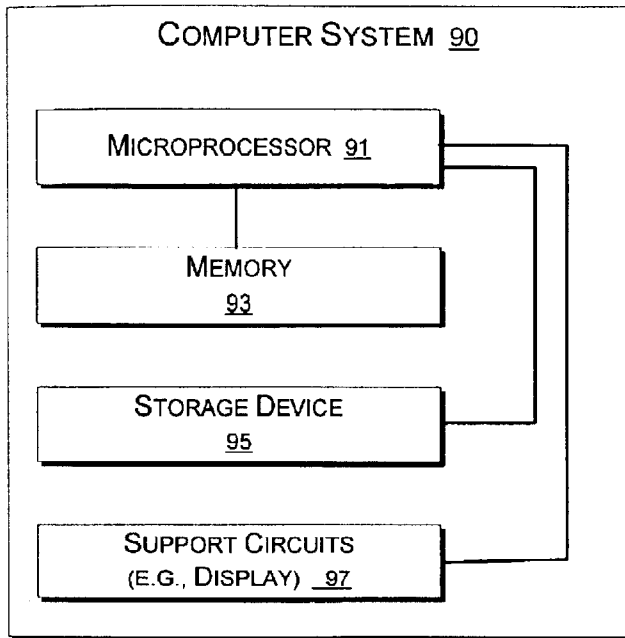 COMPUTER SYSTEM 90
MICROPROCESSOR 91
MEMORY
93
STORAGE DEVICE
95
SUPPORT CIRCUITS
(E.G., DISPLAY) 97